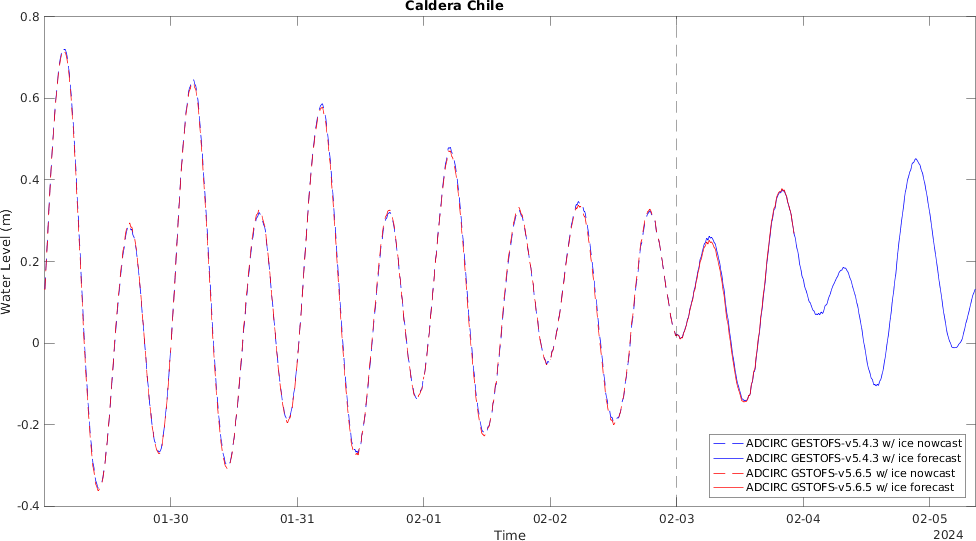 Caldera Chile
Water Level (m)
0.8
0.6
0.4
0.2
0
-0.2
-0.4
01-30
01-31
02-01
02-02
02-03
02-04
02-05
Time
2024
ADCIRC GESTOFS-v5.4.3 w/ ice nowcast
ADCIRC GESTOFS-v5.4.3 w/ ice forecast
ADCIRC GSTOFS-v5.6.5 w/ ice nowcast
ADCIRC GSTOFS-v5.6.5 w/ ice forecast